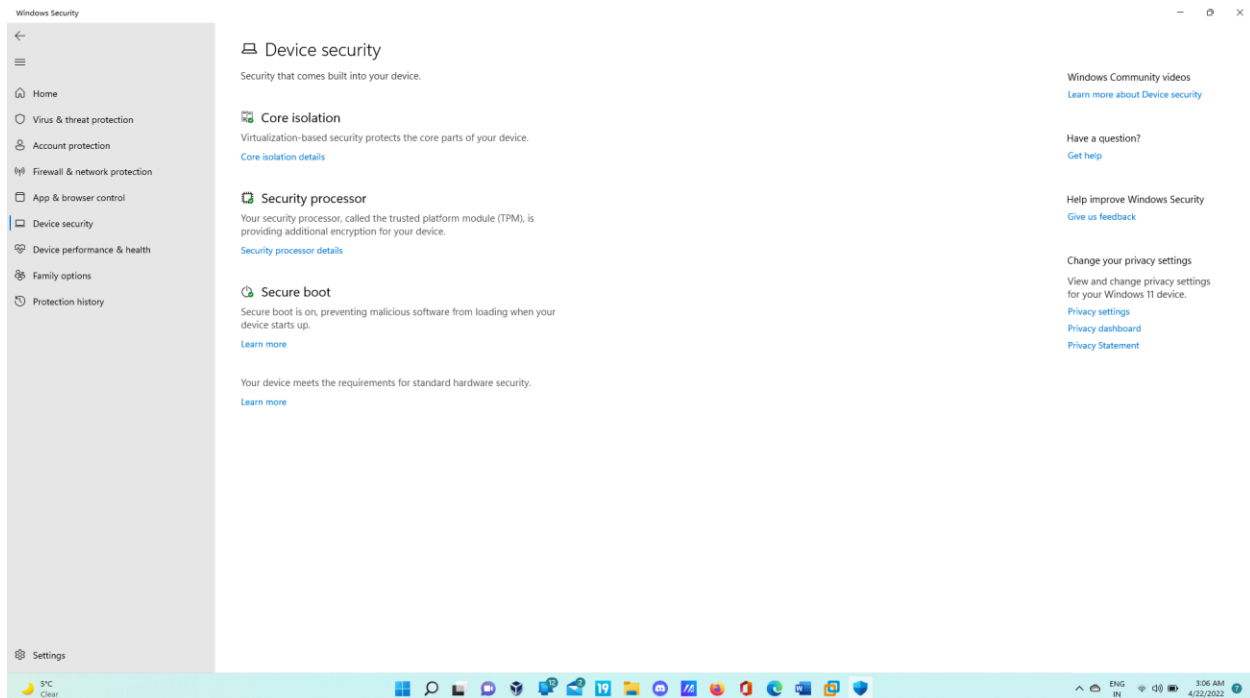 Windows Security
Home
Virus & threat protection
Account protection
Firewall & network protection
App & browser control
Device security
Device performance & health
Family options
Protection history
Settings
Device security
Security that comes built into your device.
Core isolation
Virtualization-based security protects the core parts of your device.
Core isolation details
Security processor
Your security processor, called the trusted platform module (TPM), is
providing additional encryption for your device.
Security processor details
Secure boot
Secure boot is on, preventing malicious software from loading when your
device starts up.
Learn more
Your device meets the requirements for standard hardware security.
Learn more
Windows Community videos
Learn more about Device security
Have a question?
Get help
Help improve Windows Security
Give us feedback
Change your privacy settings
View and change privacy settings
for your Windows 11 device.
Privacy settings
Privacy dashboard
Privacy Statement
5°C
Clear
19
ENG
IN
3:06 AM
4/22/2022